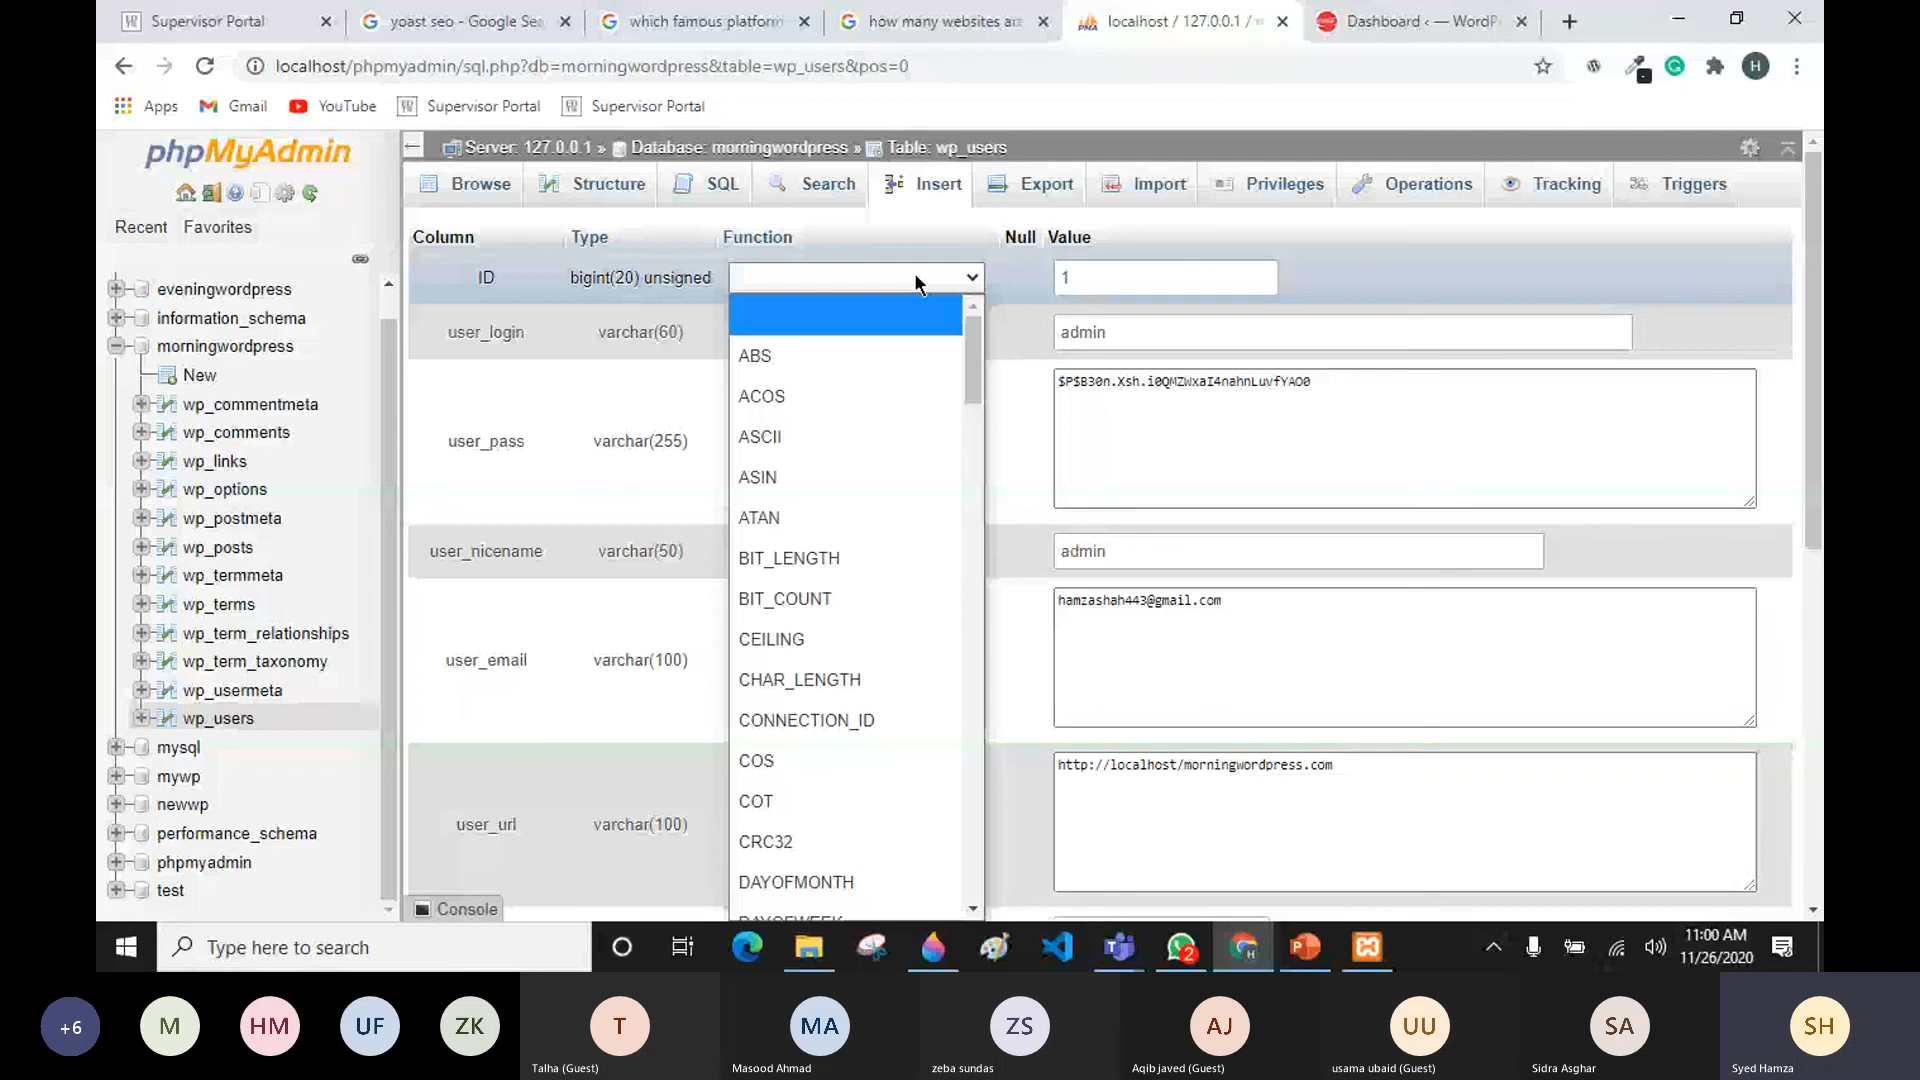 Supervisor Portal
yoast seo - Google Sea
which famous platform
how many websites are
localhost / 127.0.0.1 / w
Dashboard ‹ — WordPr
localhost/phpmyadmin/sql.php?db=morningwordpress&table=wp_users&pos=0
H
Apps
Gmail
YouTube
Supervisor Portal
Supervisor Portal
phpMyAdmin
Recent
Favorites
eveningwordpress
information_schema
morningwordpress
New
wp_commentmeta
wp_comments
wp_links
wp_options
wp_postmeta
wp_posts
wp_termmeta
wp_terms
wp_term_relationships
wp_term_taxonomy
wp_usermeta
wp_users
mysql
mywp
newwp
performance_schema
phpmyadmin
test
Server: 127.0.0.1 » Database: morningwordpress » Table: wp_users
Browse
Structure
SQL
Search
Insert
Export
Import
Privileges
Operations
Tracking
Triggers
Column Type Function Null Value
ID bigint(20) unsigned 1
user_login varchar(60) admin
user_pass varchar(255) $P$B30n.Xsh.i0QMZWxaI4nahnLuvfYAO0
user_nicename varchar(50) admin
user_email varchar(100) hamzashah443@gmail.com
user_url varchar(100) http://localhost/morningwordpress.com
ABS
ACOS
ASCII
ASIN
ATAN
BIT_LENGTH
BIT_COUNT
CEILING
CHAR_LENGTH
CONNECTION_ID
COS
COT
CRC32
DAYOFMONTH
DAYOFWEEK
Console
Type here to search
2
H
11:00 AM
11/26/2020
+6
M
HM
UF
ZK
T
MA
ZS
AJ
UU
SA
SH
Talha (Guest)
Masood Ahmad
zeba sundas
Aqib javed (Guest)
usama ubaid (Guest)
Sidra Asghar
Syed Hamza